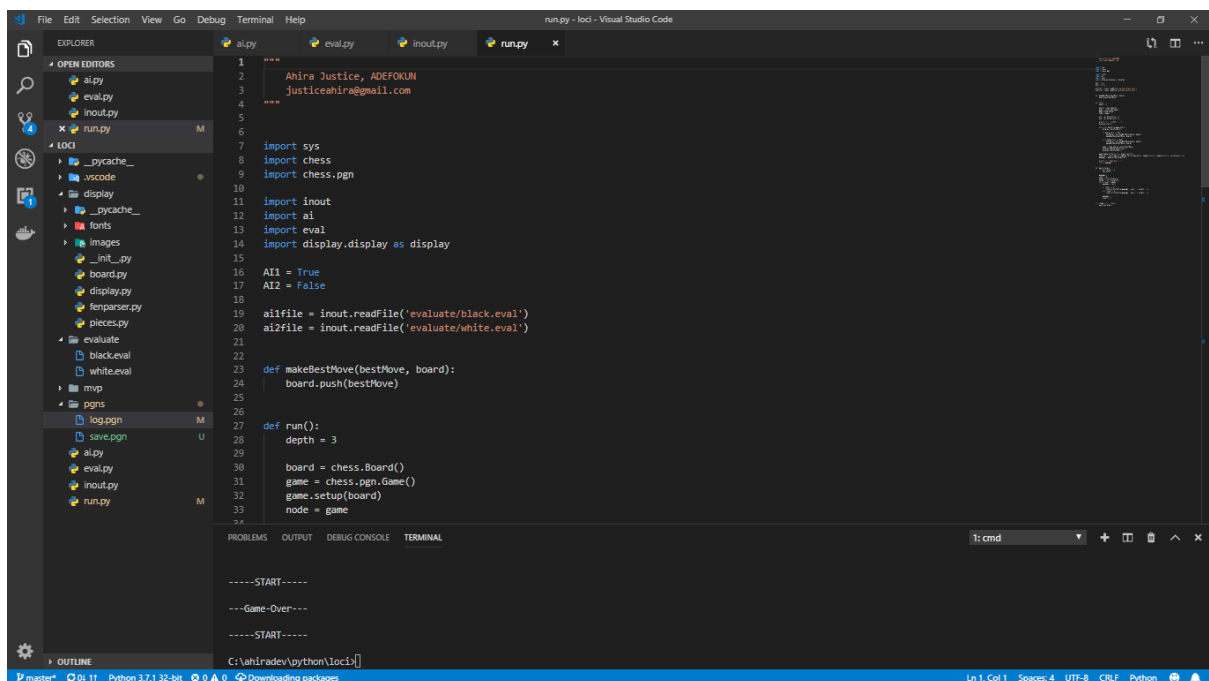 File Edit Selection View Go Debug Terminal Help
run.py - loci - Visual Studio Code
EXPLORER
OPEN EDITORS
ai.py
eval.py
inout.py
run.py M
LOCI
__pycache__
.vscode
display
__pycache__
fonts
images
__init__.py
board.py
display.py
fenparser.py
pieces.py
evaluate
black.eval
white.eval
mvp
pgns
log.pgn M
save.pgn U
ai.py
eval.py
inout.py
run.py M
OUTLINE
4
1
ai.py eval.py inout.py run.py
1 """
2 Ahira Justice, ADEFOKUN
3 justiceahira@gmail.com
4 """
5
6
7 import sys
8 import chess
9 import chess.pgn
10
11 import inout
12 import ai
13 import eval
14 import display.display as display
15
16 AI1 = True
17 AI2 = False
18
19 ai1file = inout.readFile('evaluate/black.eval')
20 ai2file = inout.readFile('evaluate/white.eval')
21
22
23 def makeBestMove(bestMove, board):
24 board.push(bestMove)
25
26
27 def run():
28 depth = 3
29
30 board = chess.Board()
31 game = chess.pgn.Game()
32 game.setup(board)
33 node = game
PROBLEMS OUTPUT DEBUG CONSOLE TERMINAL
1: cmd
-----START-----
---Game-Over---
-----START-----
C:\ahiradev\python\loci>
master* 0↓ 1↑ Python 3.7.1 32-bit 0 0 Downloading packages
Ln 1, Col 1 Spaces: 4 UTF-8 CRLF Python